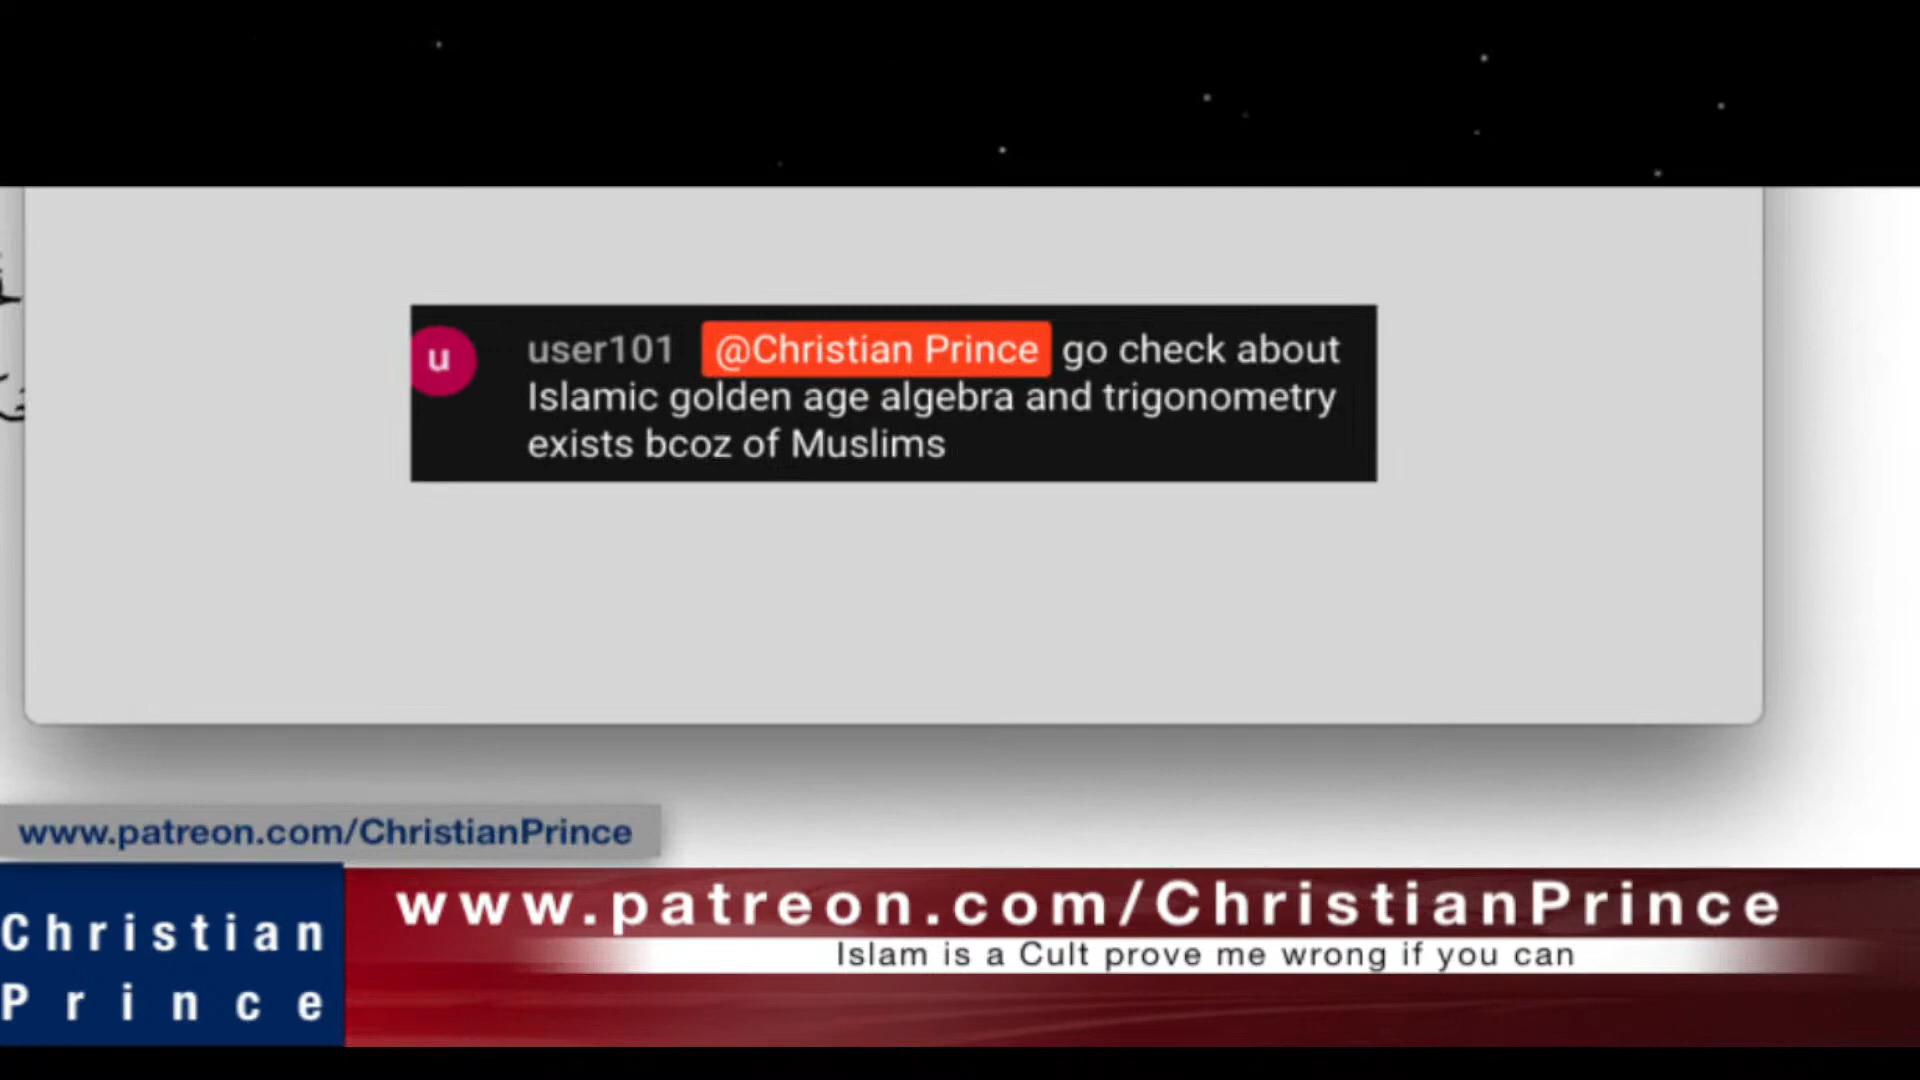 u
user101 @Christian Prince go check about
Islamic golden age algebra and trigonometry
exists bcoz of Muslims
www.patreon.com/ChristianPrince
www.patreon.com/ChristianPrince
Islam is a Cult prove me wrong if you can
Christian
Prince